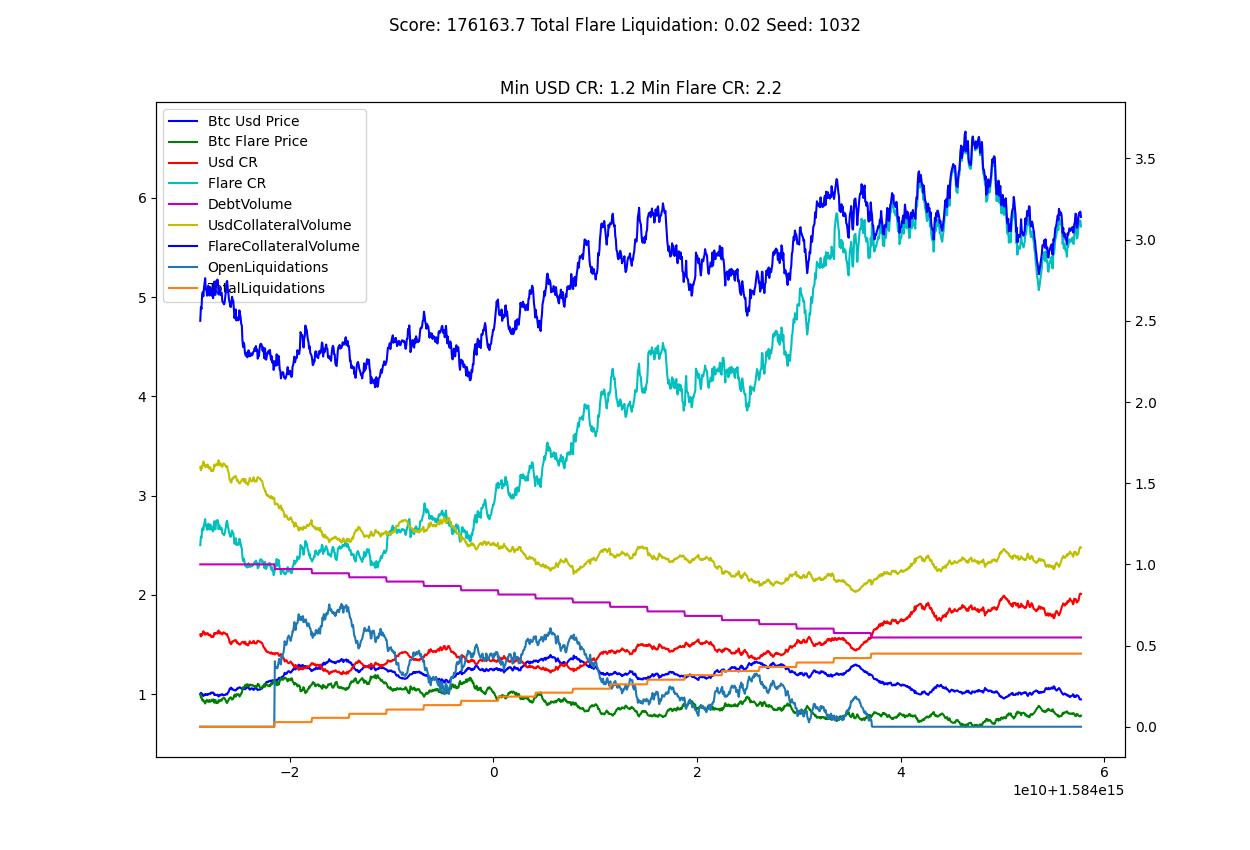 Score: 176163.7 Total Flare Liquidation: 0.02 Seed: 1032
Min USD CR: 1.2 Min Flare CR: 2.2
Btc Usd Price
Btc Flare Price
Usd CR
Flare CR
DebtVolume
UsdCollateralVolume
FlareCollateralVolume
OpenLiquidations
TotalLiquidations
6
5
4
3
2
1
3.5
3.0
2.5
2.0
1.5
1.0
0.5
0.0
−2
0
2
4
6
1e10+1.584e15